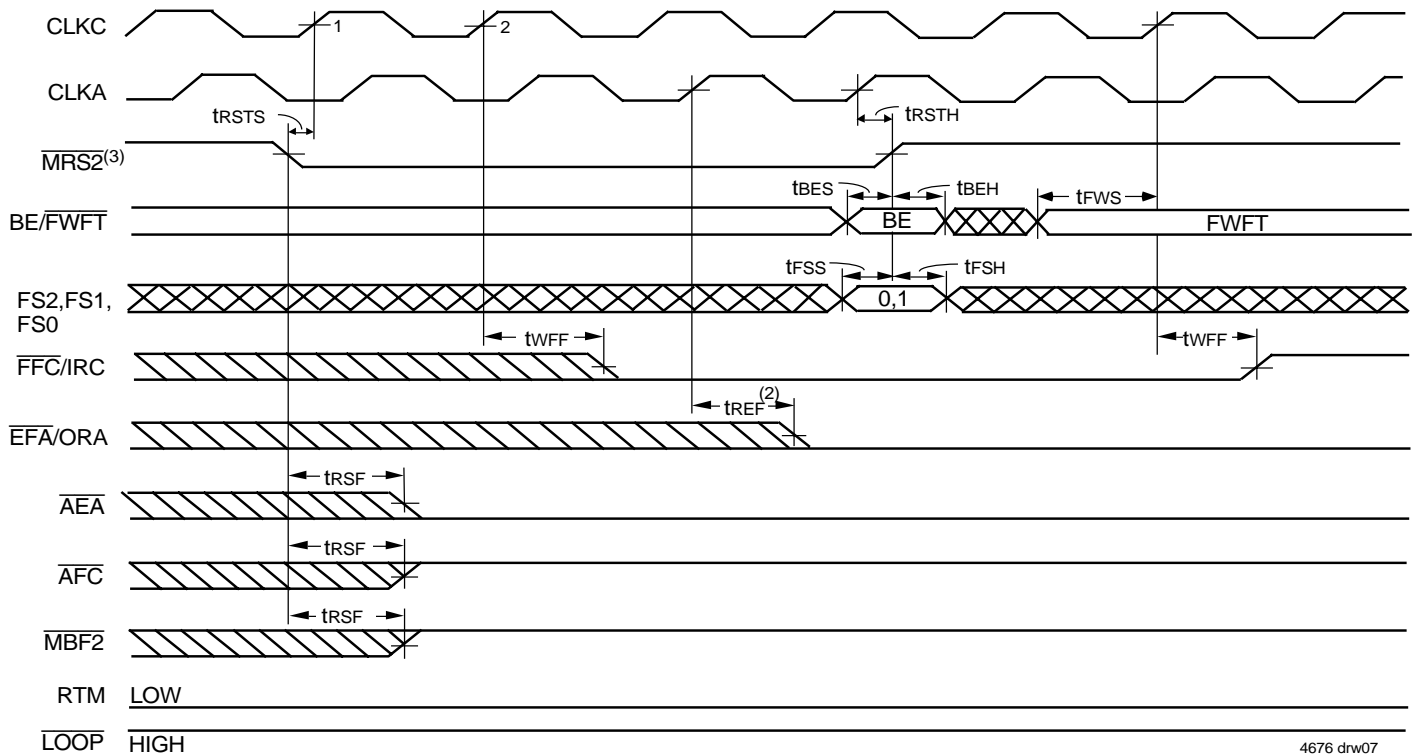 CLKC
1
2
CLKA
tRSTS
tRSTH
MRS2(3)
tBES
tBEH
tFWS
BE/FWFT
BE
FWFT
tFSS
tFSH
FS2,FS1,
FS0
0,1
tWFF
tWFF
FFC/IRC
tREF(2)
EFA/ORA
tRSF
AEA
tRSF
AFC
tRSF
MBF2
RTM LOW
LOOP HIGH
4676 drw07